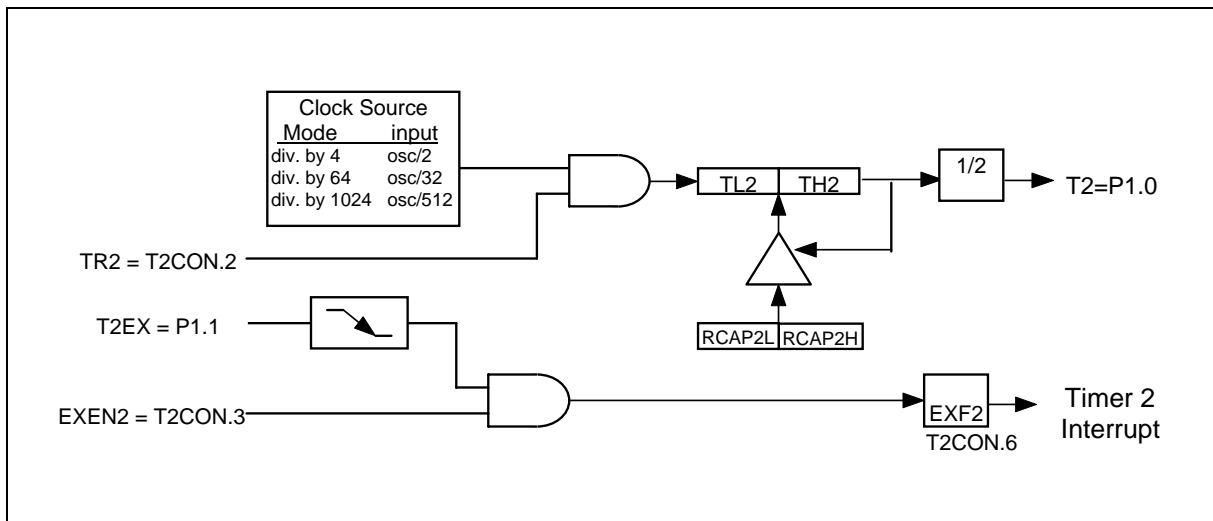 Clock Source
Mode input
div. by 4 osc/2
div. by 64 osc/32
div. by 1024 osc/512
TL2 TH2
1/2
T2=P1.0
TR2 = T2CON.2
T2EX = P1.1
RCAP2L RCAP2H
EXEN2 = T2CON.3
EXF2
T2CON.6
Timer 2
Interrupt